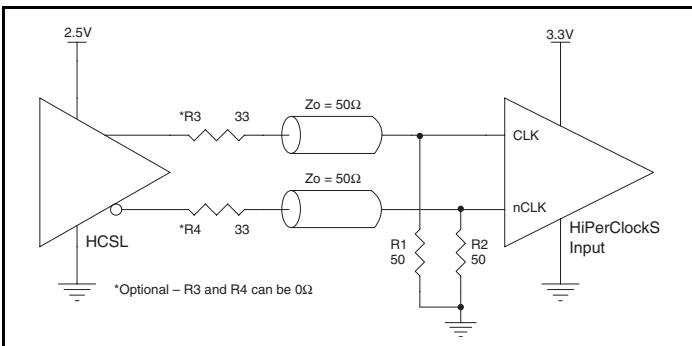 2.5V
3.3V
*R3 33
Zo = 50Ω
CLK
Zo = 50Ω
nCLK
HCSL
*R4 33
R1
50
R2
50
HiPerClockS
Input
*Optional – R3 and R4 can be 0Ω